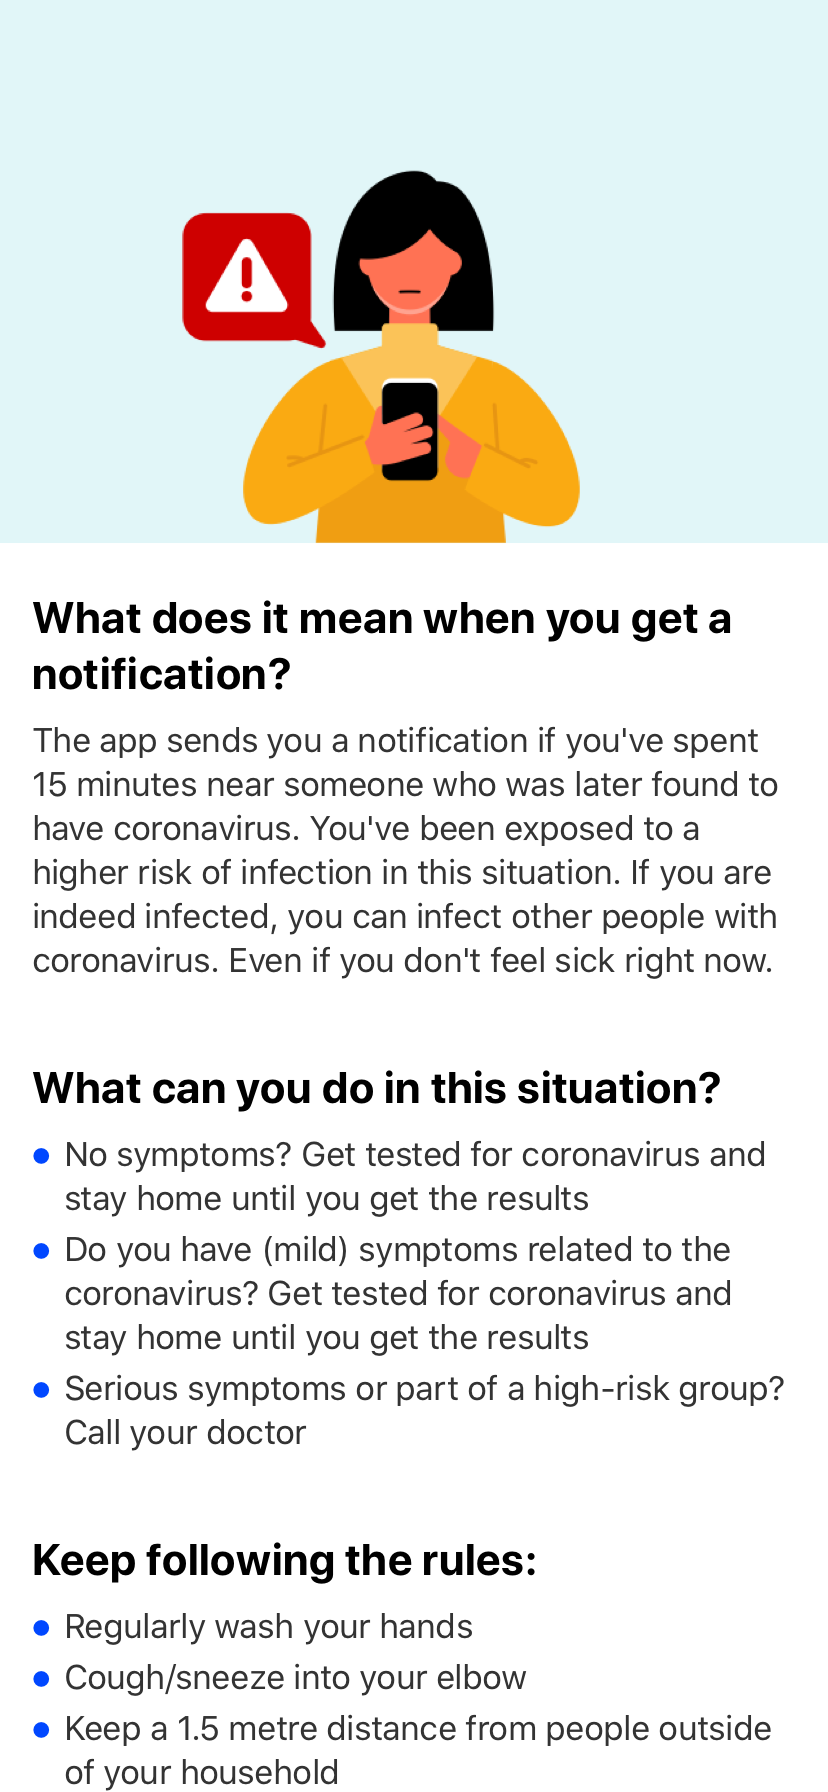 What does it mean when you get a
notification?
The app sends you a notification if you've spent
15 minutes near someone who was later found to
have coronavirus. You've been exposed to a
higher risk of infection in this situation. If you are
indeed infected, you can infect other people with
coronavirus. Even if you don't feel sick right now.
What can you do in this situation?
• No symptoms? Get tested for coronavirus and
stay home until you get the results
• Do you have (mild) symptoms related to the
coronavirus? Get tested for coronavirus and
stay home until you get the results
• Serious symptoms or part of a high-risk group?
Call your doctor
Keep following the rules:
• Regularly wash your hands
• Cough/sneeze into your elbow
• Keep a 1.5 metre distance from people outside
of your household